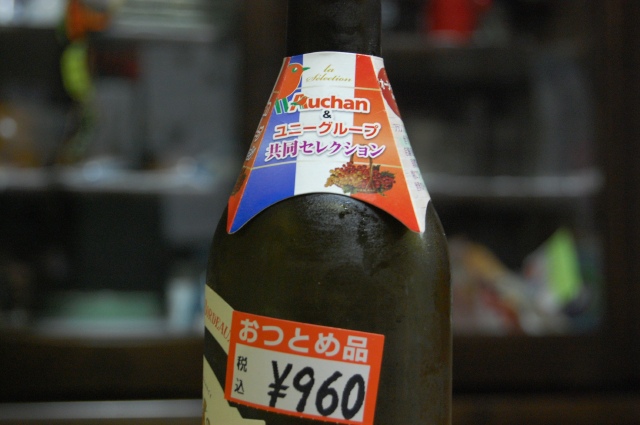 la
Sélection
Auchan
&
ユニーグループ
共同セレクション
おつとめ品
税込
¥960